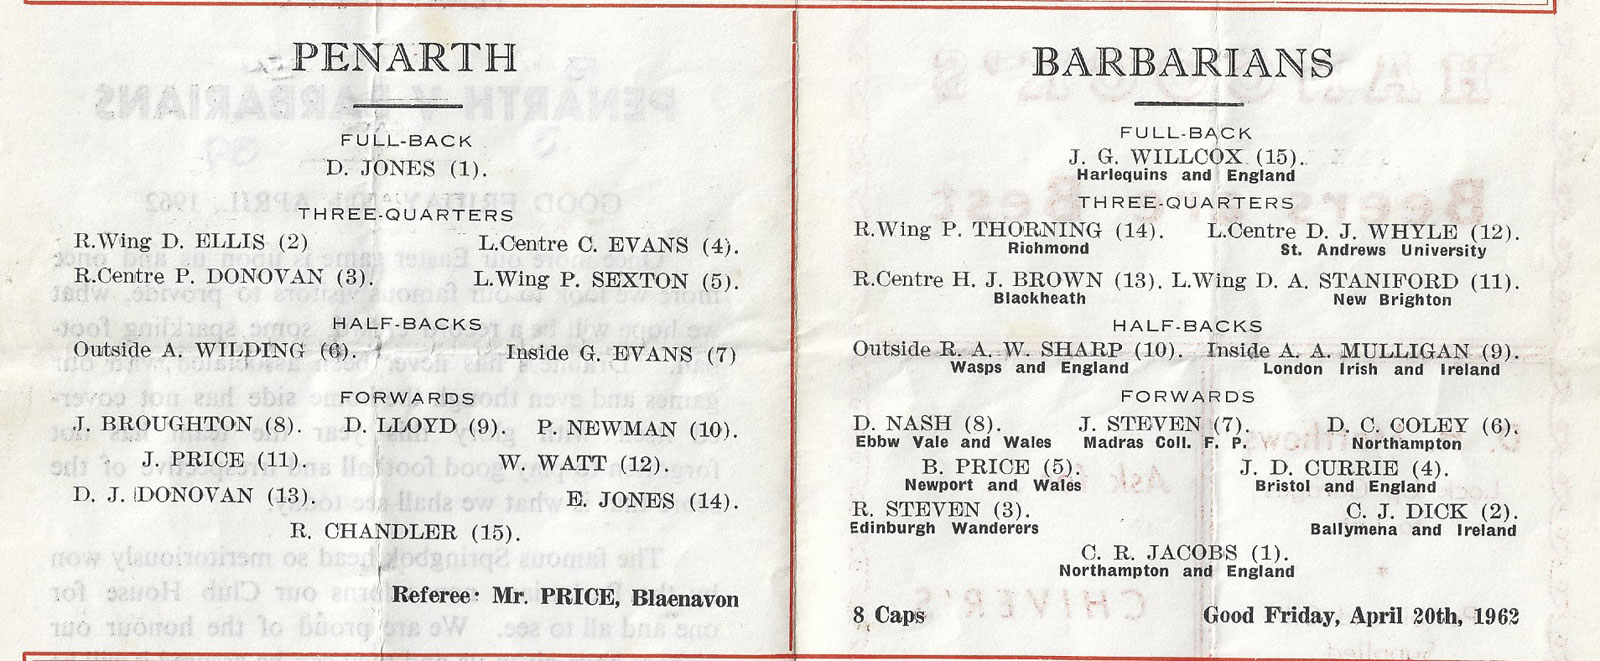 PENARTH
FULL-BACK
D. JONES (1).
THREE-QUARTERS
R.Wing D. ELLIS (2) L.Centre C. EVANS (4).
R.Centre P. DONOVAN (3). L.Wing P. SEXTON (5).
HALF-BACKS
Outside A. WILDING (6). Inside G. EVANS (7)
FORWARDS
J. BROUGHTON (8). D. LLOYD (9). P. NEWMAN (10).
J. PRICE (11). W. WATT (12).
D. J. DONOVAN (13). E. JONES (14).
R. CHANDLER (15).
Referee: Mr. PRICE, Blaenavon
BARBARIANS
FULL-BACK
J. G. WILLCOX (15).
Harlequins and England
THREE-QUARTERS
R.Wing P. THORNING (14). L.Centre D. J. WHYLE (12).
Richmond St. Andrews University
R.Centre H. J. BROWN (13). L.Wing D. A. STANIFORD (11).
Blaokheath New Brighton
HALF-BACKS
Outside R. A. W. SHARP (10). Inside A. A. MULLIGAN (9).
Wasps and England London Irish and Ireland
FORWARDS
D. NASH (8). J. STEVEN (7). D. C. COLEY (6).
Ebbw Vale and Wales Madras Coll. F. P. Northampton
B. PRICE (5). J. D. CURRIE (4).
Newport and Wales Bristol and England
R. STEVEN (3). C. J. DICK (2).
Edinburgh Wanderers Ballymena and Ireland
C. R. JACOBS (1).
Northampton and England
8 Caps Good Friday, April 20th, 1962